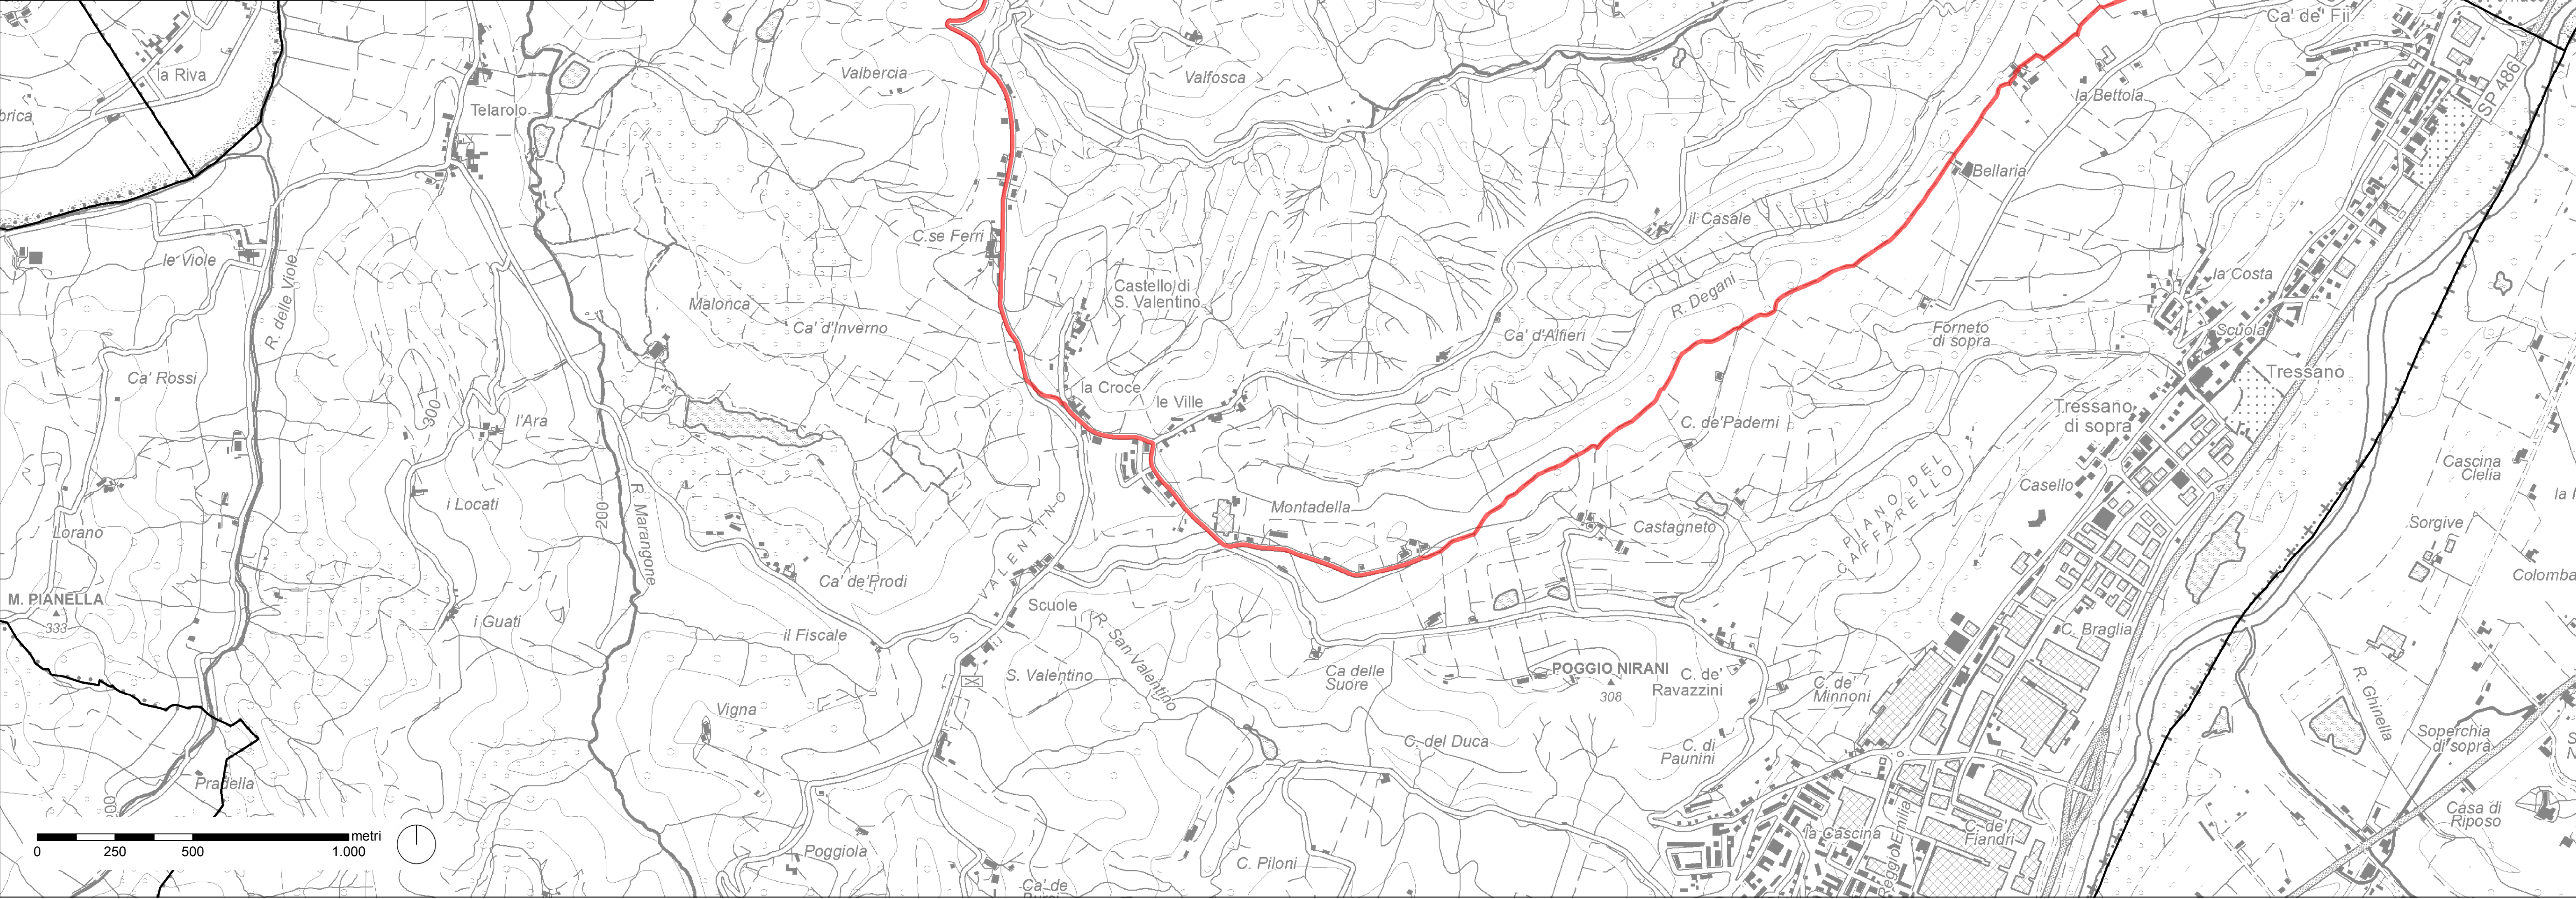 Ca' de' Fii
la Riva
Valbercia
Valfosca
SP 486
la Bettola
Telarolo
brica
Bellaria
il Casale
C.se Ferri
le Viole
R. delle Viole
Castello di
S. Valentino
la Costa
R. Degani
Malonca
Ca' d'Inverno
Ca' d'Alfieri
Forneto
di sopra
Scuola
Tressano
Ca' Rossi
la Croce
le Ville
300
l'Ara
Tressano
di sopra
C. de'Paderni
Cascina
Clelia
PIANO DEL
CAFFARELLO
Casello
i Locati
200
R. Marangone
Montadella
Castagneto
Sorgive
Lorano
S. VALENTINO
Ca' de'Prodi
Colomba
M. PIANELLA
333
Scuole
i Guati
il Fiscale
R. San Valentino
C. Braglia
POGGIO NIRANI
308
Ca delle
Suore
S. Valentino
C. de'
Ravazzini
C. de'
Minnoni
R. Ghinella
Vigna
C. del Duca
C. di
Paunini
Soperchia
di sopra
Pradella
Casa di
Riposo
la Cascina
Reggio Emilia
C. de'
Fiandri
metri
0 250 500 1.000
Poggiola
C. Piloni
Ca' de